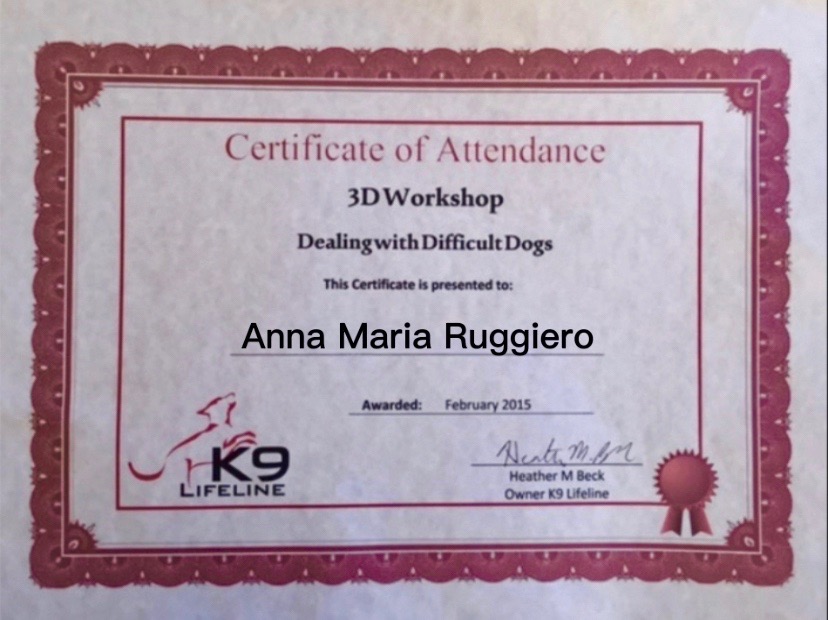 Certificate of Attendance
3D Workshop
Dealing with Difficult Dogs
This Certificate is presented to:
Anna Maria Ruggiero
Awarded: February 2015
K9
LIFELINE
Heather M Beck
Owner K9 Lifeline